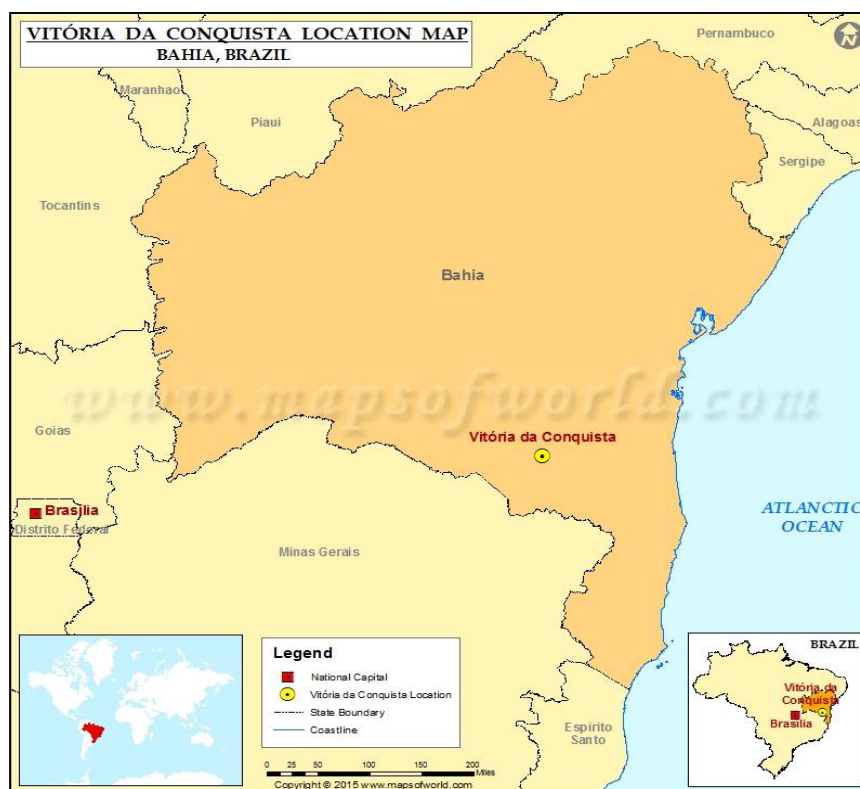 VITÓRIA DA CONQUISTA LOCATION MAP
BAHIA, BRAZIL
Pernambuco
N
Maranhao
Piaui
Alagoas
Sergipe
Tocantins
Bahia
www.mapsofworld.com
Goias
Vitória da Conquista
Brasilia
Distrito Federal
ATLANCTIC
OCEAN
Minas Gerais
Legend
National Capital
Vitória da Conquista Location
State Boundary
Coastline
Espirito
Santo
BRAZIL
Vitória da
Conquista
Brasilia
0 25 50 100 150 200
Miles
Copyright © 2015 www.mapsofworld.com